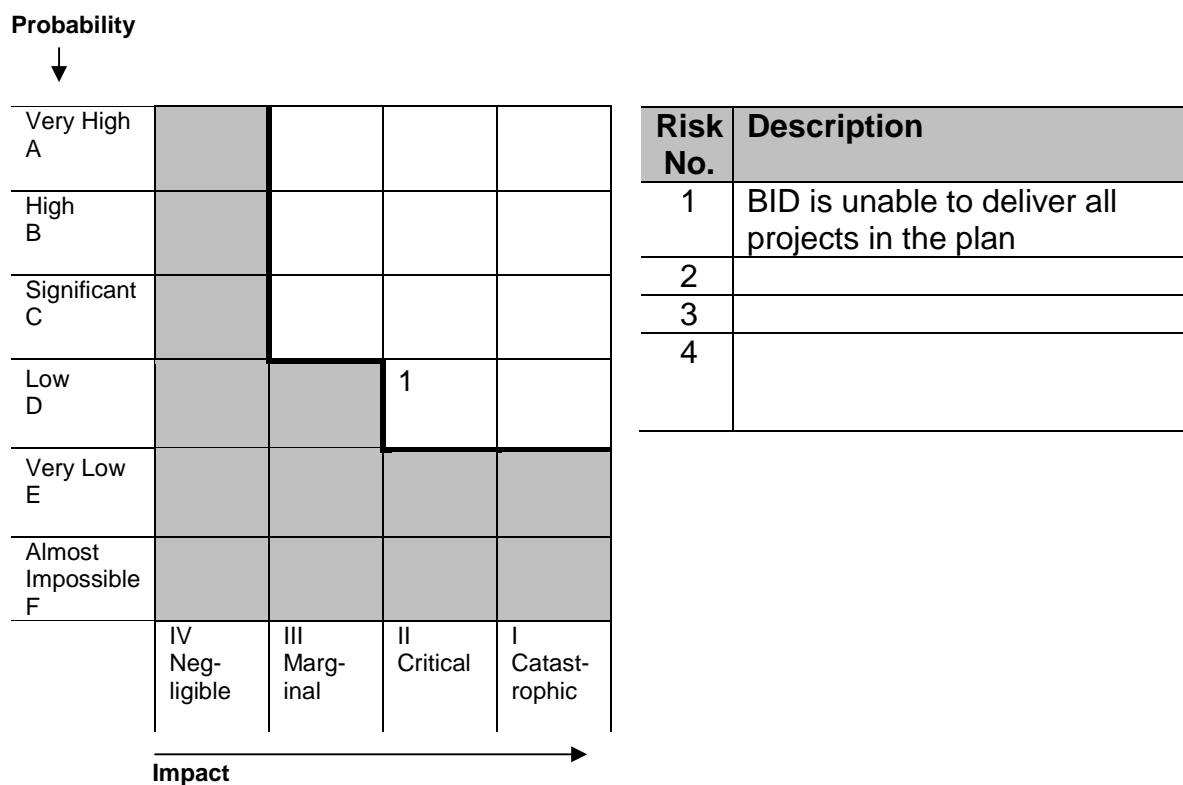 Probability
Very High
A
High
B
Significant
C
Low
D
1
Very Low
E
Almost
Impossible
F
IV
Neg-
ligible
III
Marg-
inal
II
Critical
I
Catast-
rophic
Impact
Risk
No.
Description
1
BID is unable to deliver all
projects in the plan
2
3
4